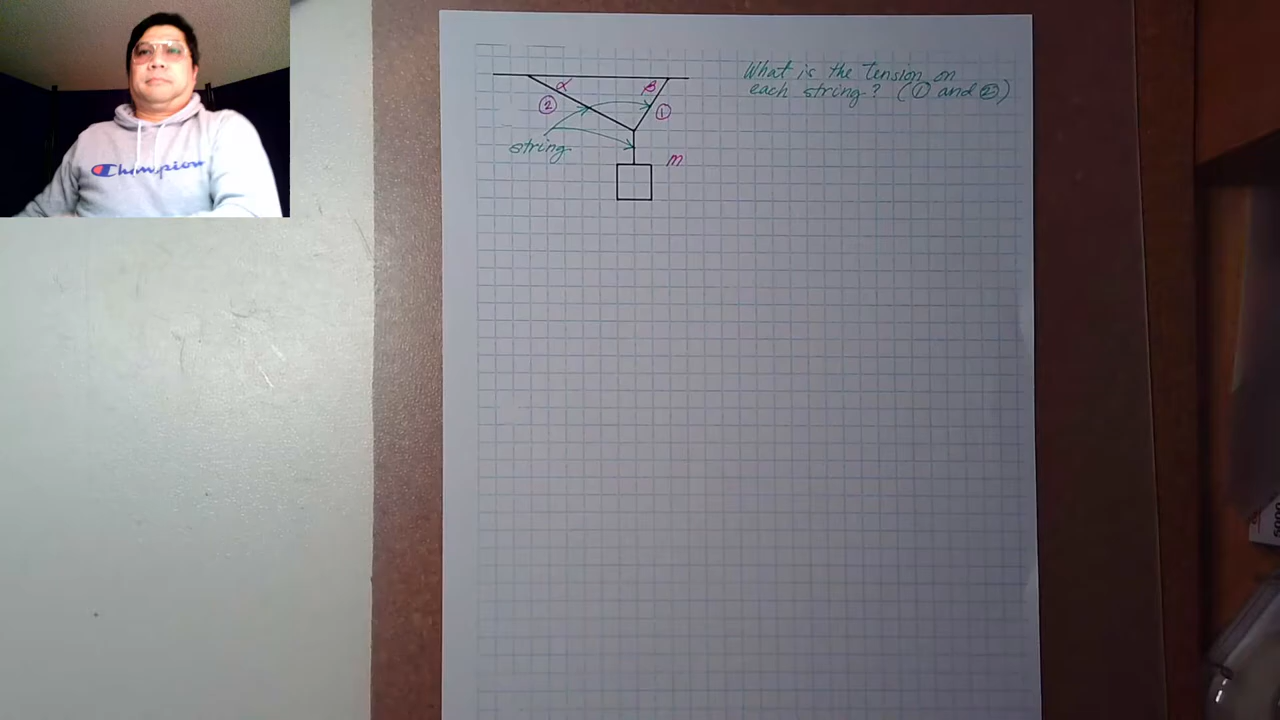 What is the tension on
each string? (① and ②)
α
β
②
①
string
m
Champion